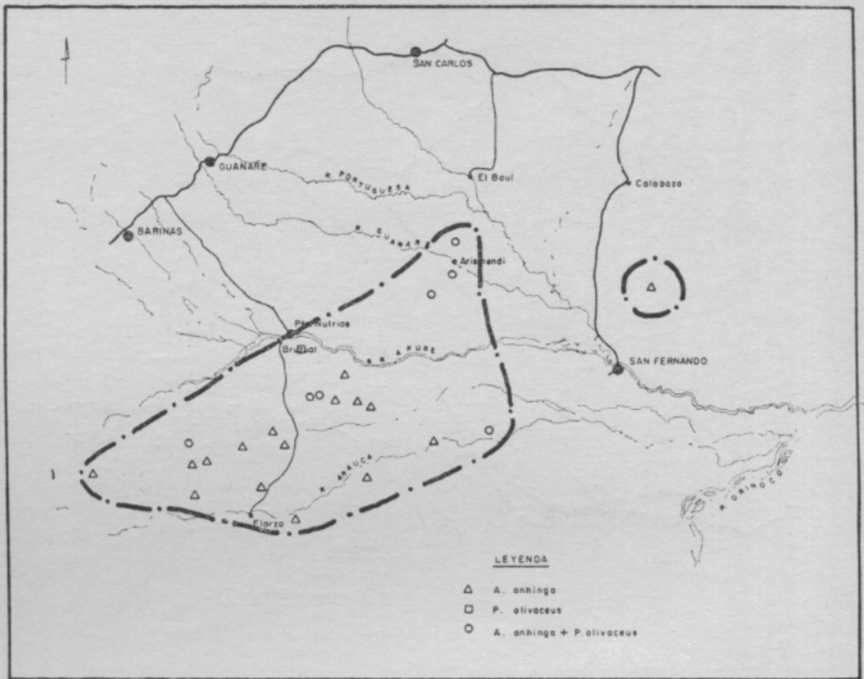 SAN CARLOS
GUANARE
R. PORTUGUESA
El Baul
Calabozo
BARINAS
R. GUANARE
Arismendi
Pto Nutrias
Bruzual
R. APURE
SAN FERNANDO
R. ARAUCA
Elorza
R. ORINOCO
LEYENDA
A. anhinga
P. olivaceus
A. anhinga + P. olivaceus